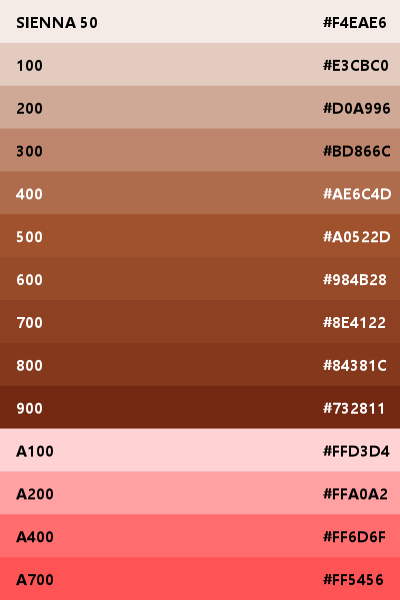 SIENNA 50 #F4EAE6
100 #E3CBC0
200 #D0A996
300 #BD866C
400 #AE6C4D
500 #A0522D
600 #984B28
700 #8E4122
800 #84381C
900 #732811
A100 #FFD3D4
A200 #FFA0A2
A400 #FF6D6F
A700 #FF5456